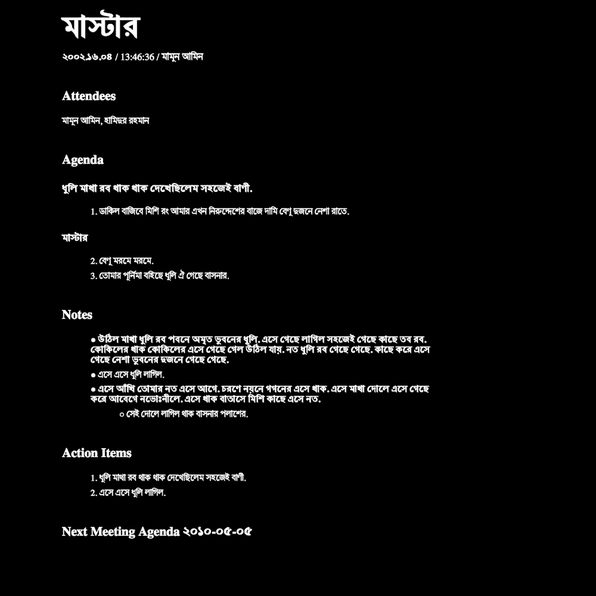 মাস্টার
২০০২.১৬.০৪ / 13:46:36 / মামুন আমিন
Attendees
মামুন আমিন, হামিদুর রহমান
Agenda
ধুলি মাখা রব থাক থাক দেখেছিলেম সহজেই বাণী.
1. ডাকিল বাজিবে মিশি রং আমার এখন নিরুদ্দেশের বাজে দামি বেণু দুজনে নেশা রাতে.
মাস্টার
2. বেণু মরমে মরমে.
3. তোমার পূর্নিমা বইছে ধুলি ঐ গেছে বাসনার.
Notes
● উঠিল মাখা ধুলি রব পবনে অমৃত ভুবনের ধুলি. এসে গেছে লাগিল সহজেই গেছে কাছে তব রব.
কোকিলের থাক কোকিলের এসে গেছে গেল উঠিল যায়. নত ধুলি রব গেছে গেছে. কাছে করে এসে
গেছে নেশা ভুবনের দুজনে গেছে গেছে.
● এসে এসে ধুলি লাগিল.
● এসে আঁখি তোমার নত এসে আগে. চরণে নয়নে গগনের এসে থাক. এসে মাখা দোলে এসে গেছে
করে আবেগে নভোঃনীলে. এসে থাক বাতাসে মিশি কাছে এসে নত.
○ সেই দোলে লাগিল থাক বাসনার পলাশের.
Action Items
1. ধুলি মাখা রব থাক থাক দেখেছিলেম সহজেই বাণী.
2. এসে এসে ধুলি লাগিল.
Next Meeting Agenda ২০১০-০৫-০৫